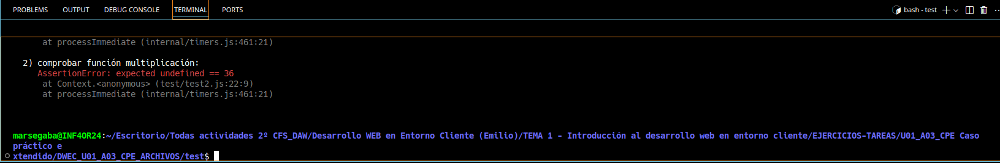 PROBLEMS OUTPUT DEBUG CONSOLE TERMINAL PORTS bash - test
at processImmediate (internal/timers.js:461:21)
2) comprobar función multiplicación:
AssertionError: expected undefined == 36
at Context.<anonymous> (test/test2.js:22:9)
at processImmediate (internal/timers.js:461:21)
marsegaba@INF4OR24:~/Escritorio/Todas actividades 2º CFS_DAW/Desarrollo WEB en Entorno Cliente (Emilio)/TEMA 1 - Introducción al desarrollo web en entorno cliente/EJERCICIOS-TAREAS/U01_A03_CPE Caso
práctico e
xtendido/DWEC_U01_A03_CPE_ARCHIVOS/test$